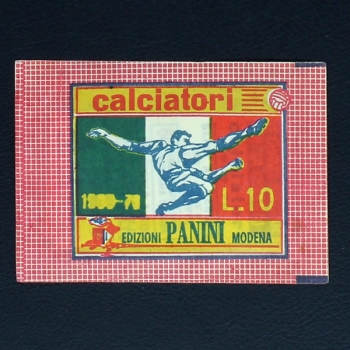 calciatori
1969-70
L.10
EDIZIONI PANINI MODENA